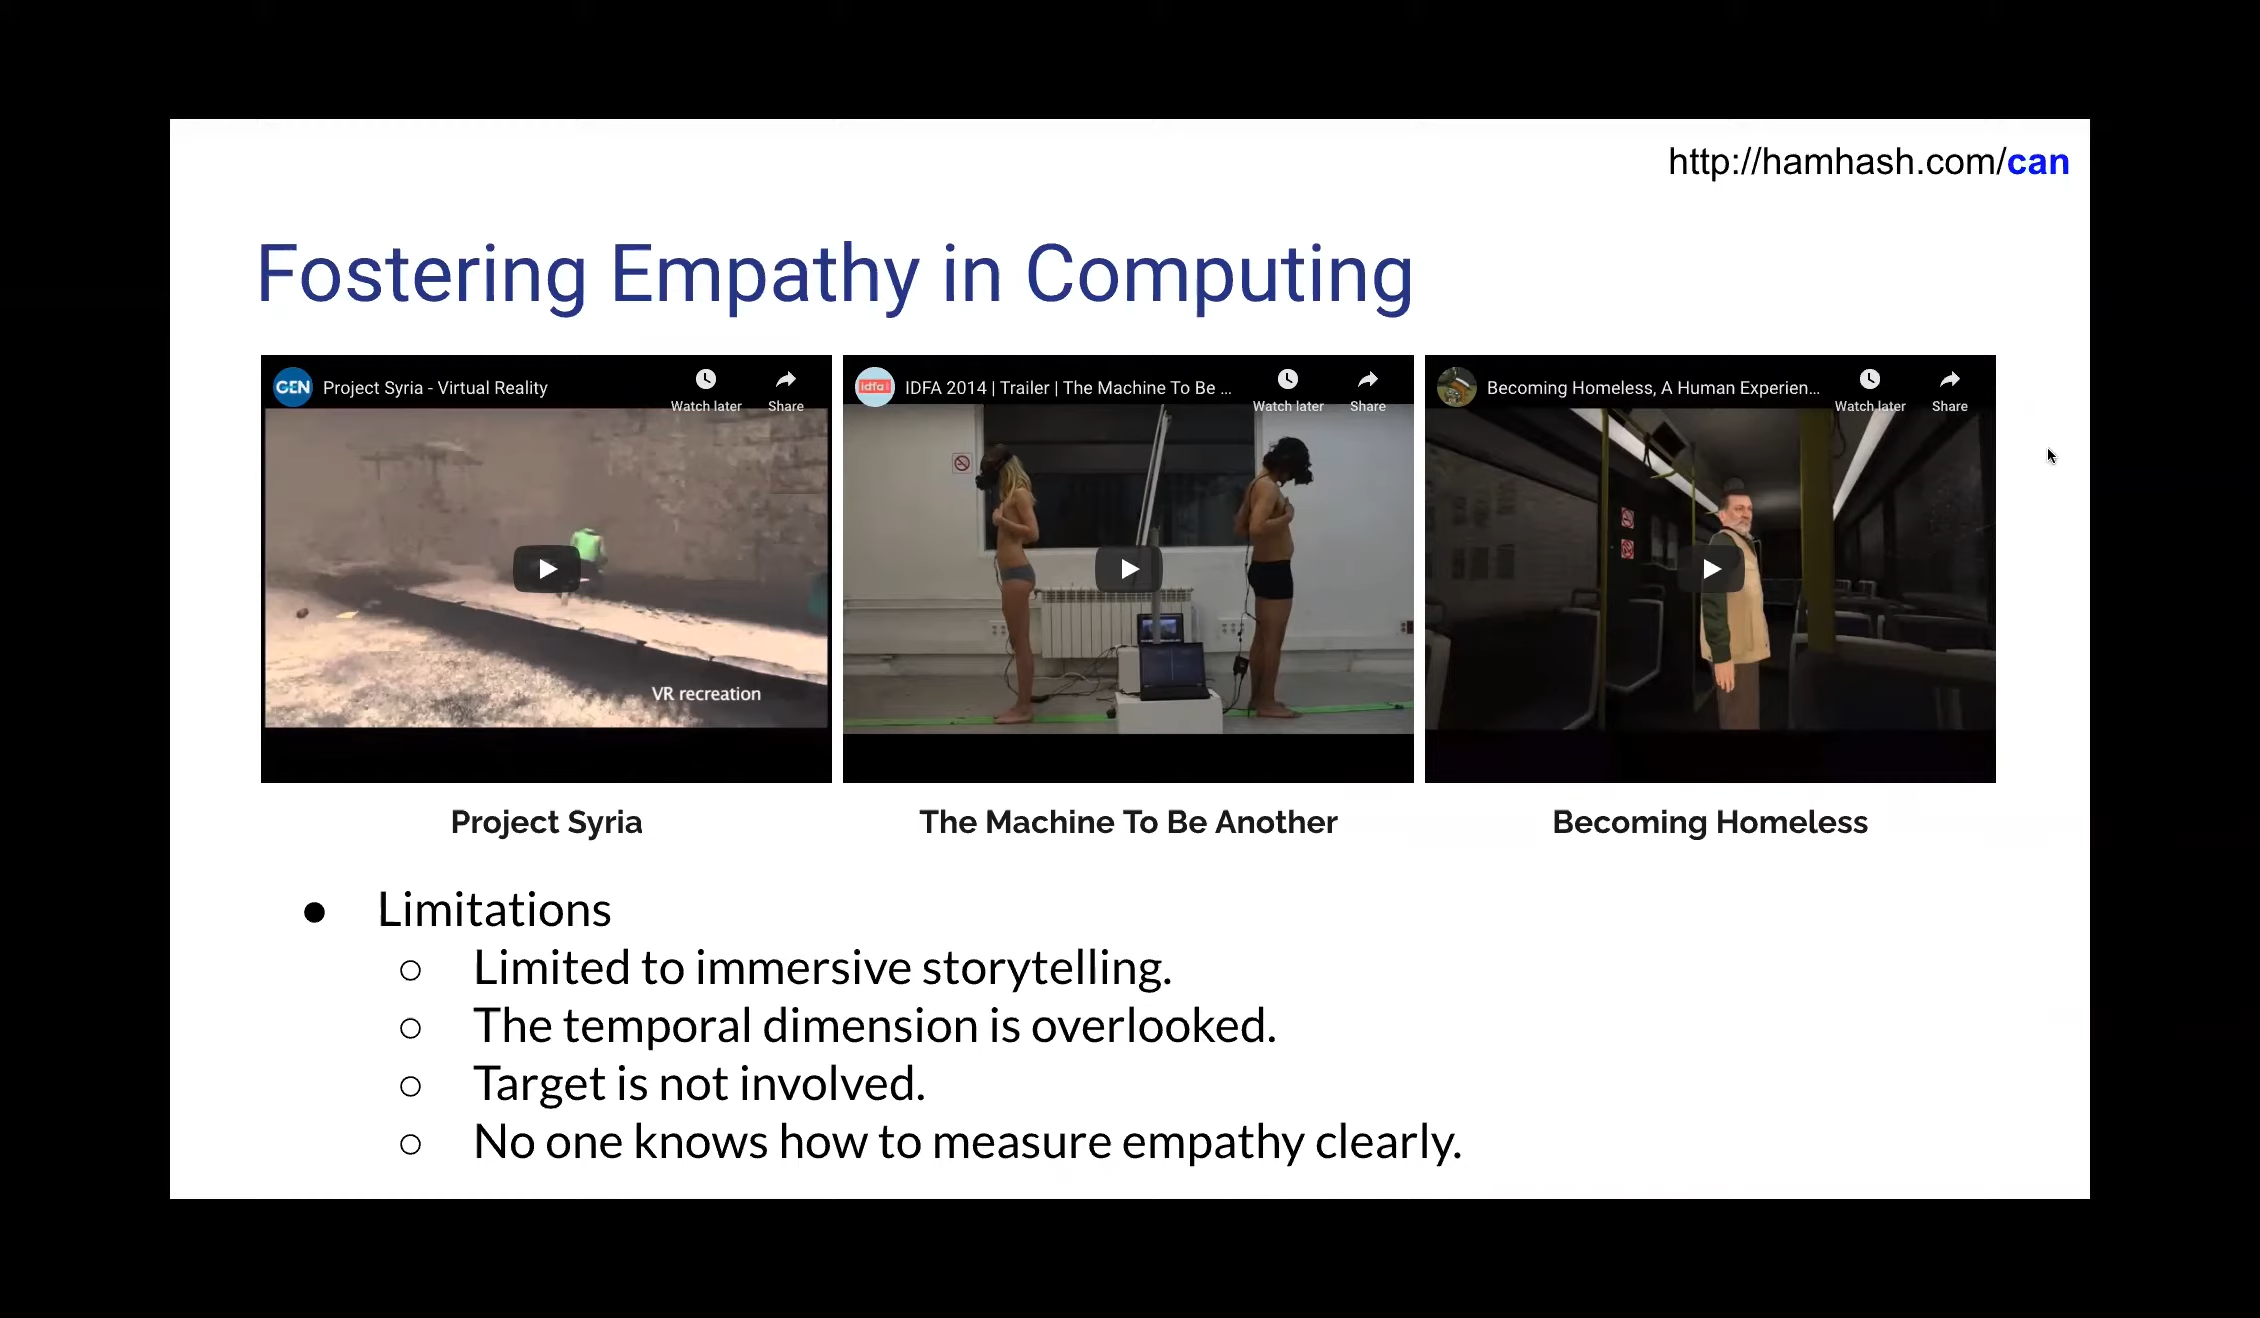 http://hamhash.com/can
Fostering Empathy in Computing
GEN
Project Syria - Virtual Reality
Watch later
Share
idfa
IDFA 2014 | Trailer | The Machine To Be ...
Watch later
Share
Becoming Homeless, A Human Experien...
Watch later
Share
VR recreation
Project Syria
The Machine To Be Another
Becoming Homeless
● Limitations
○ Limited to immersive storytelling.
○ The temporal dimension is overlooked.
○ Target is not involved.
○ No one knows how to measure empathy clearly.